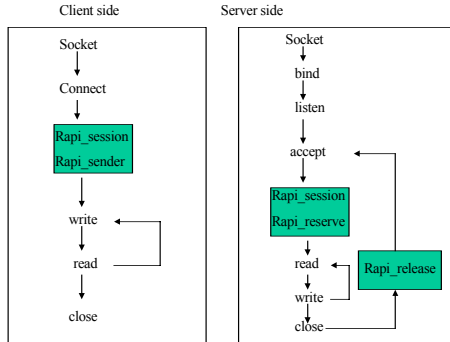 Client side
Socket
Connect
Rapi_session
Rapi_sender
write
read
close
Server side
Socket
bind
listen
accept
Rapi_session
Rapi_reserve
read
write
close
Rapi_release